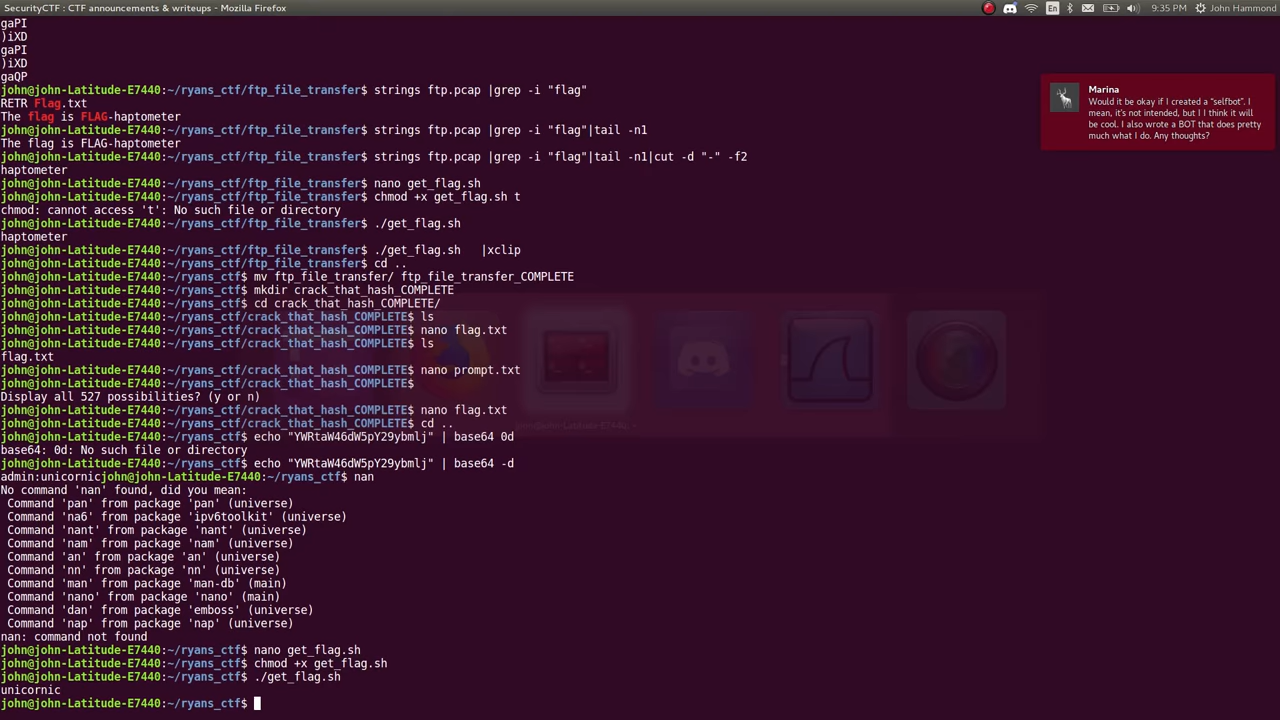 SecurityCTF : CTF announcements & writeups - Mozilla Firefox
En
9:35 PM
John Hammond
gaPI
)iXD
gaPI
)iXD
gaQP
john@john-Latitude-E7440:~/ryans_ctf/ftp_file_transfer$ strings ftp.pcap |grep -i "flag"
RETR Flag.txt
The flag is FLAG-haptometer
john@john-Latitude-E7440:~/ryans_ctf/ftp_file_transfer$ strings ftp.pcap |grep -i "flag"|tail -n1
The flag is FLAG-haptometer
john@john-Latitude-E7440:~/ryans_ctf/ftp_file_transfer$ strings ftp.pcap |grep -i "flag"|tail -n1|cut -d "-" -f2
haptometer
john@john-Latitude-E7440:~/ryans_ctf/ftp_file_transfer$ nano get_flag.sh
john@john-Latitude-E7440:~/ryans_ctf/ftp_file_transfer$ chmod +x get_flag.sh t
chmod: cannot access 't': No such file or directory
john@john-Latitude-E7440:~/ryans_ctf/ftp_file_transfer$ ./get_flag.sh
haptometer
john@john-Latitude-E7440:~/ryans_ctf/ftp_file_transfer$ ./get_flag.sh   |xclip
john@john-Latitude-E7440:~/ryans_ctf/ftp_file_transfer$ cd ..
john@john-Latitude-E7440:~/ryans_ctf$ mv ftp_file_transfer/ ftp_file_transfer_COMPLETE
john@john-Latitude-E7440:~/ryans_ctf$ mkdir crack_that_hash_COMPLETE
john@john-Latitude-E7440:~/ryans_ctf$ cd crack_that_hash_COMPLETE/
john@john-Latitude-E7440:~/ryans_ctf/crack_that_hash_COMPLETE$ ls
john@john-Latitude-E7440:~/ryans_ctf/crack_that_hash_COMPLETE$ nano flag.txt
john@john-Latitude-E7440:~/ryans_ctf/crack_that_hash_COMPLETE$ ls
flag.txt
john@john-Latitude-E7440:~/ryans_ctf/crack_that_hash_COMPLETE$ nano prompt.txt
john@john-Latitude-E7440:~/ryans_ctf/crack_that_hash_COMPLETE$
Display all 527 possibilities? (y or n)
john@john-Latitude-E7440:~/ryans_ctf/crack_that_hash_COMPLETE$ nano flag.txt
john@john-Latitude-E7440:~/ryans_ctf/crack_that_hash_COMPLETE$ cd ..
john@john-Latitude-E7440:~/ryans_ctf$ echo "YWRtaW46dW5pY29ybmlj" | base64 0d
base64: 0d: No such file or directory
john@john-Latitude-E7440:~/ryans_ctf$ echo "YWRtaW46dW5pY29ybmlj" | base64 -d
admin:unicornicjohn@john-Latitude-E7440:~/ryans_ctf$ nan
No command 'nan' found, did you mean:
 Command 'pan' from package 'pan' (universe)
 Command 'na6' from package 'ipv6toolkit' (universe)
 Command 'nant' from package 'nant' (universe)
 Command 'nam' from package 'nam' (universe)
 Command 'an' from package 'an' (universe)
 Command 'nn' from package 'nn' (universe)
 Command 'man' from package 'man-db' (main)
 Command 'nano' from package 'nano' (main)
 Command 'dan' from package 'emboss' (universe)
 Command 'nap' from package 'nap' (universe)
nan: command not found
john@john-Latitude-E7440:~/ryans_ctf$ nano get_flag.sh
john@john-Latitude-E7440:~/ryans_ctf$ chmod +x get_flag.sh
john@john-Latitude-E7440:~/ryans_ctf$ ./get_flag.sh
unicornic
john@john-Latitude-E7440:~/ryans_ctf$
Marina
Would it be okay if I created a "selfbot". I
mean, it's not intended, but I I think it will
be cool. I also wrote a BOT that does pretty
much what I do. Any thoughts?